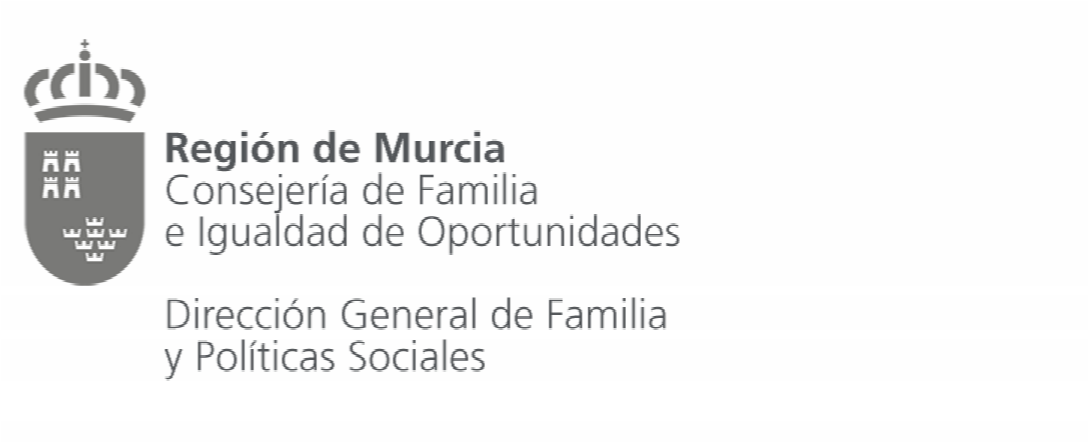 Región de Murcia
Consejería de Familia
e Igualdad de Oportunidades
Dirección General de Familia
y Políticas Sociales